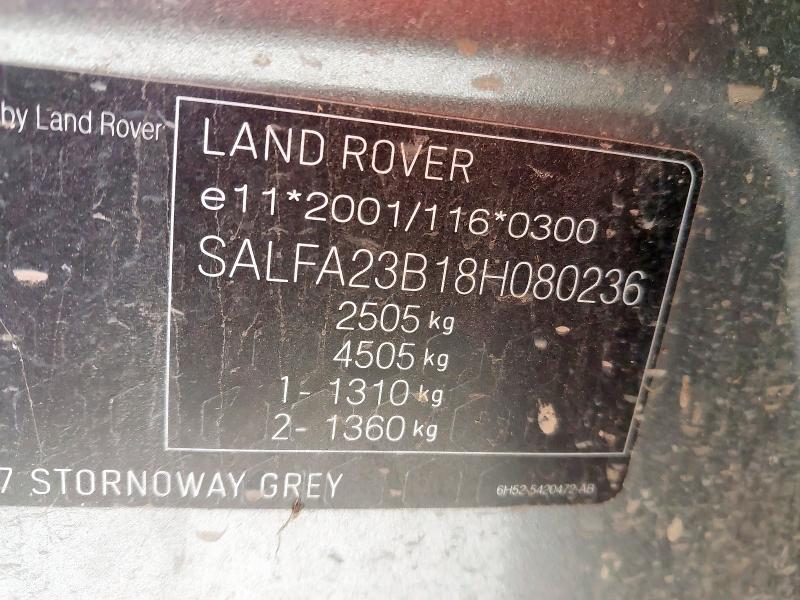 by Land Rover
LAND ROVER
e11*2001/116*0300
SALFA23B18H080236
2505 kg
4505 kg
1- 1310 kg
2- 1360 kg
7 STORNOWAY GREY
6H52-5420472-AB